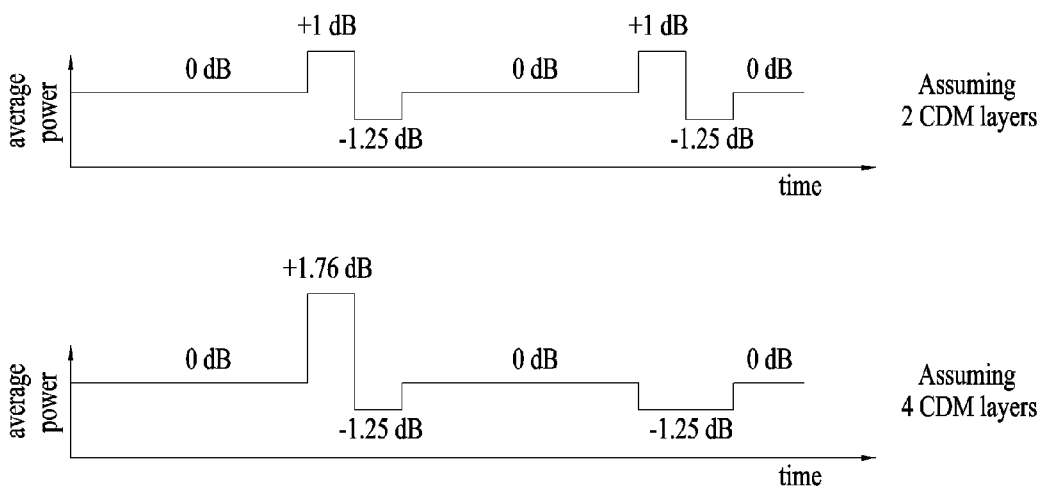 +1 dB
+1 dB
0 dB
0 dB
0 dB
average
power
-1.25 dB
-1.25 dB
time
Assuming
2 CDM layers
+1.76 dB
0 dB
0 dB
0 dB
average
power
-1.25 dB
-1.25 dB
time
Assuming
4 CDM layers